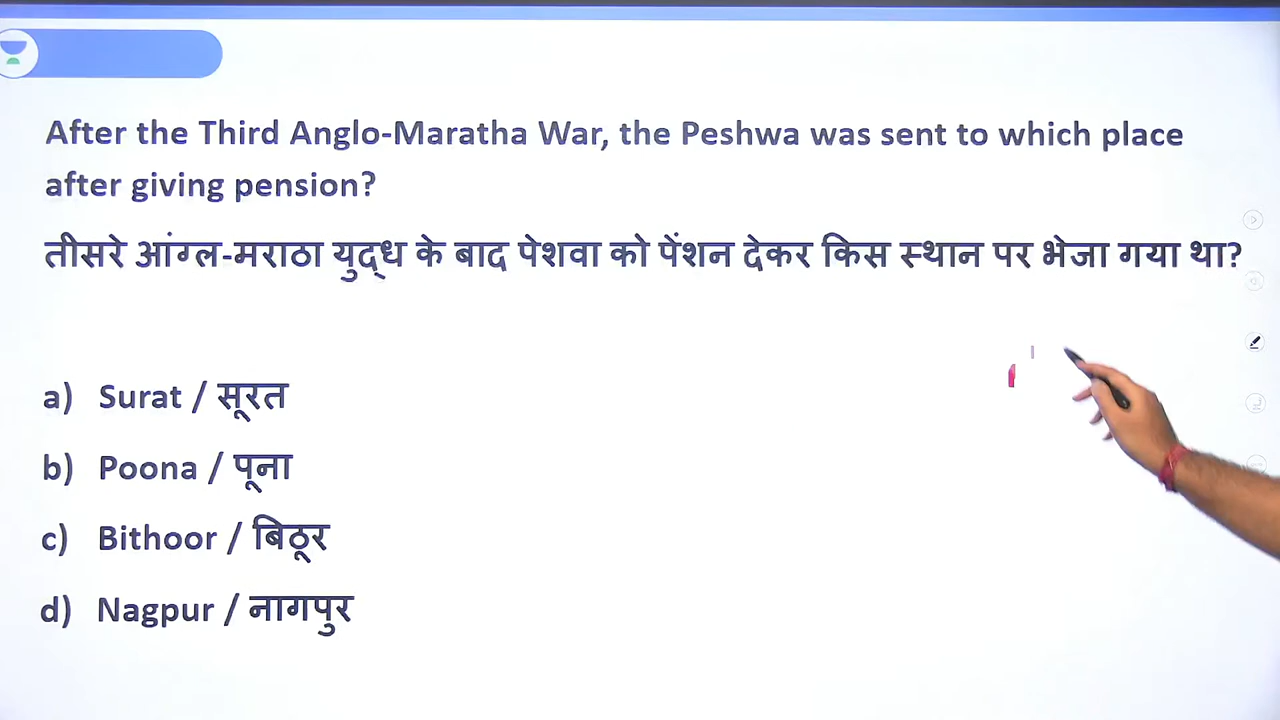 After the Third Anglo-Maratha War, the Peshwa was sent to which place
after giving pension?
तीसरे आंग्ल-मराठा युद्ध के बाद पेशवा को पेंशन देकर किस स्थान पर भेजा गया था?
a) Surat / सूरत
b) Poona / पूना
c) Bithoor / बिठूर
d) Nagpur / नागपुर